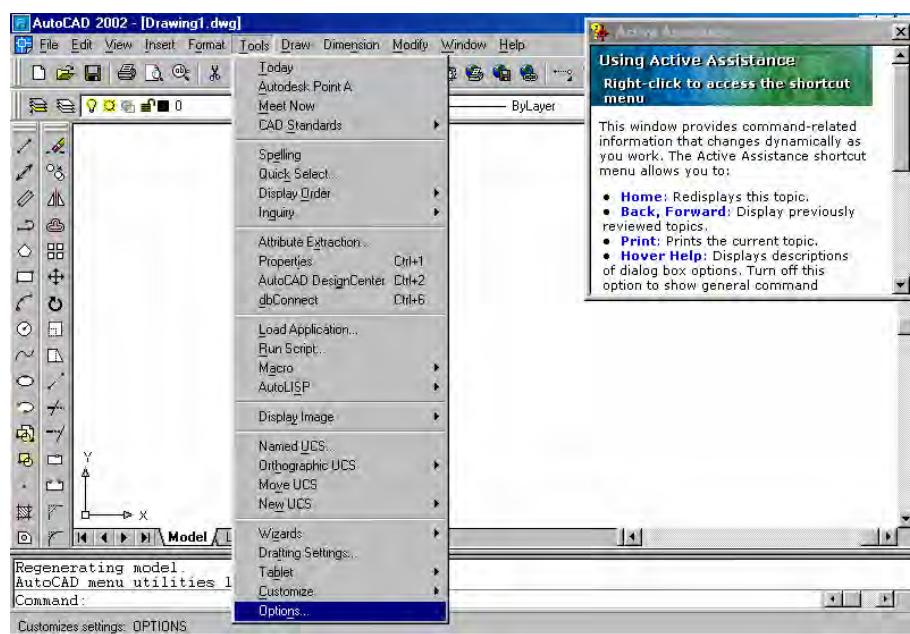 AutoCAD 2002 - [Drawing1.dwg]
File Edit View Insert Format Tools Draw Dimension Modify Window Help
0
ByLayer
Today
Autodesk Point A
Meet Now
CAD Standards
Spelling
Quick Select...
Display Order
Inquiry
Attribute Extraction...
Properties Ctrl+1
AutoCAD DesignCenter Ctrl+2
dbConnect Ctrl+6
Load Application...
Run Script...
Macro
AutoLISP
Display Image
Named UCS...
Orthographic UCS
Move UCS
New UCS
Wizards
Drafting Settings...
Tablet
Customize
Options...
Active Assistance
Using Active Assistance
Right-click to access the shortcut
menu
This window provides command-related
information that changes dynamically as
you work. The Active Assistance shortcut
menu allows you to:
• Home: Redisplays this topic.
• Back, Forward: Display previously
reviewed topics.
• Print: Prints the current topic.
• Hover Help: Displays descriptions
of dialog box options. Turn off this
option to show general command
Y
X
Model
Regenerating model.
AutoCAD menu utilities l
Command:
Customizes settings: OPTIONS